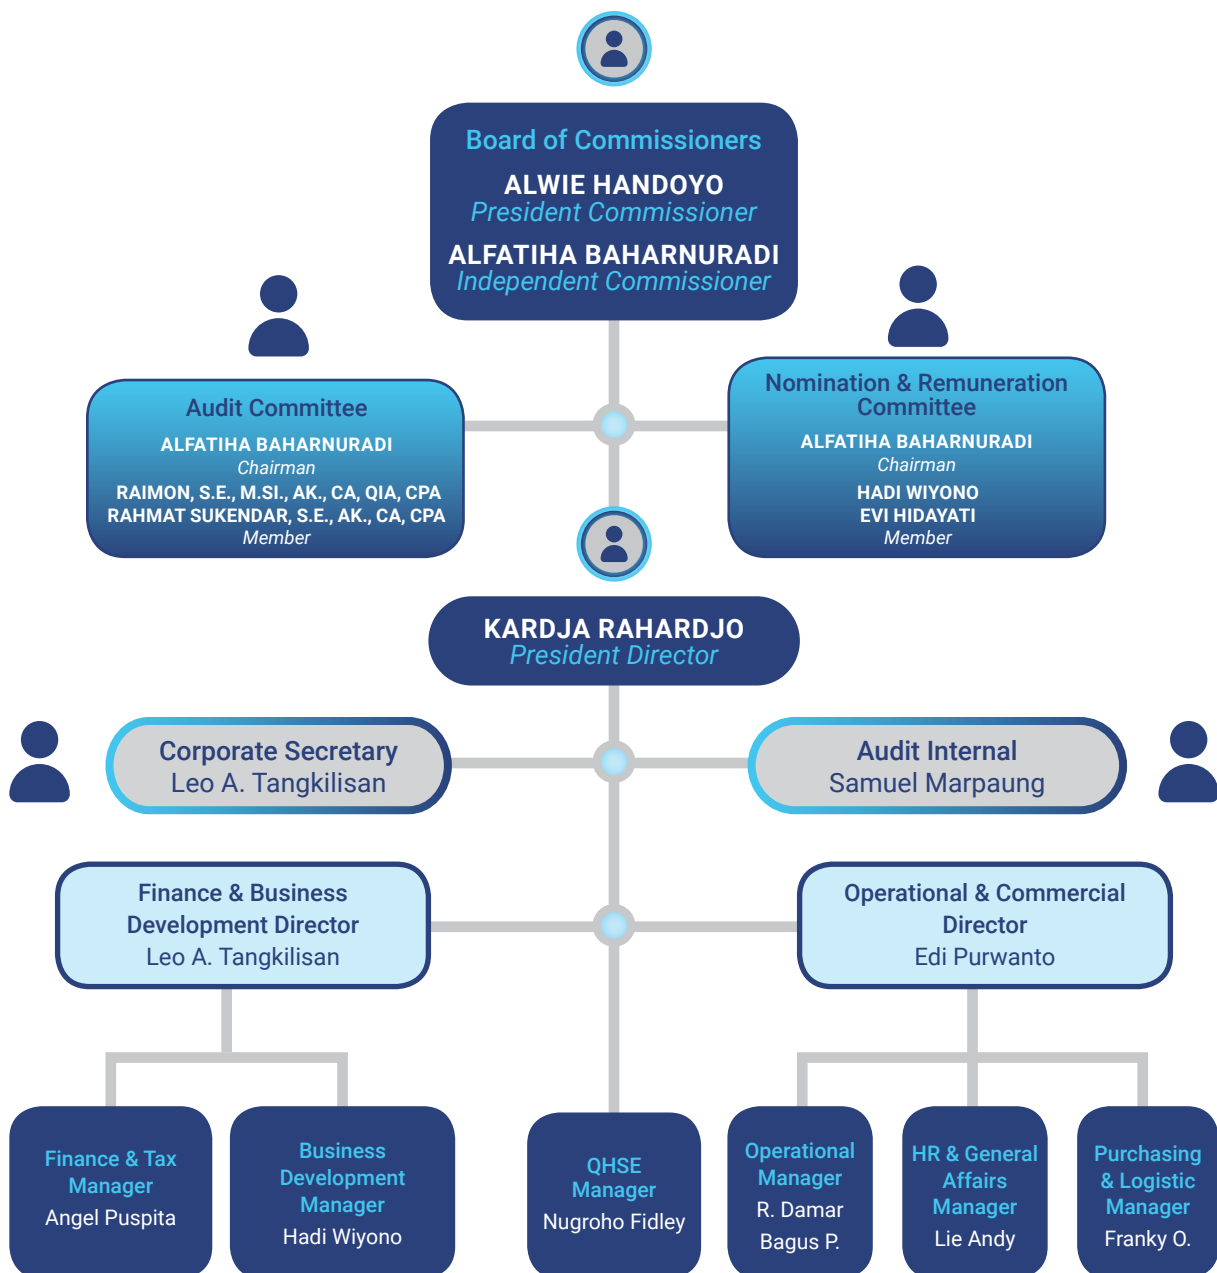 Board of Commissioners
ALWIE HANDOYO
President Commissioner
ALFATIHA BAHARNURADI
Independent Commissioner
Audit Committee
ALFATIHA BAHARNURADI
Chairman
RAIMON, S.E., M.SI., AK., CA, QIA, CPA
RAHMAT SUKENDAR, S.E., AK., CA, CPA
Member
Nomination & Remuneration
Committee
ALFATIHA BAHARNURADI
Chairman
HADI WIYONO
EVI HIDAYATI
Member
KARDJA RAHARDJO
President Director
Corporate Secretary
Leo A. Tangkilisan
Audit Internal
Samuel Marpaung
Finance & Business
Development Director
Leo A. Tangkilisan
Operational & Commercial
Director
Edi Purwanto
Finance & Tax
Manager
Angel Puspita
Business
Development
Manager
Hadi Wiyono
QHSE
Manager
Nugroho Fidley
Operational
Manager
R. Damar
Bagus P.
HR & General
Affairs
Manager
Lie Andy
Purchasing
& Logistic
Manager
Franky O.